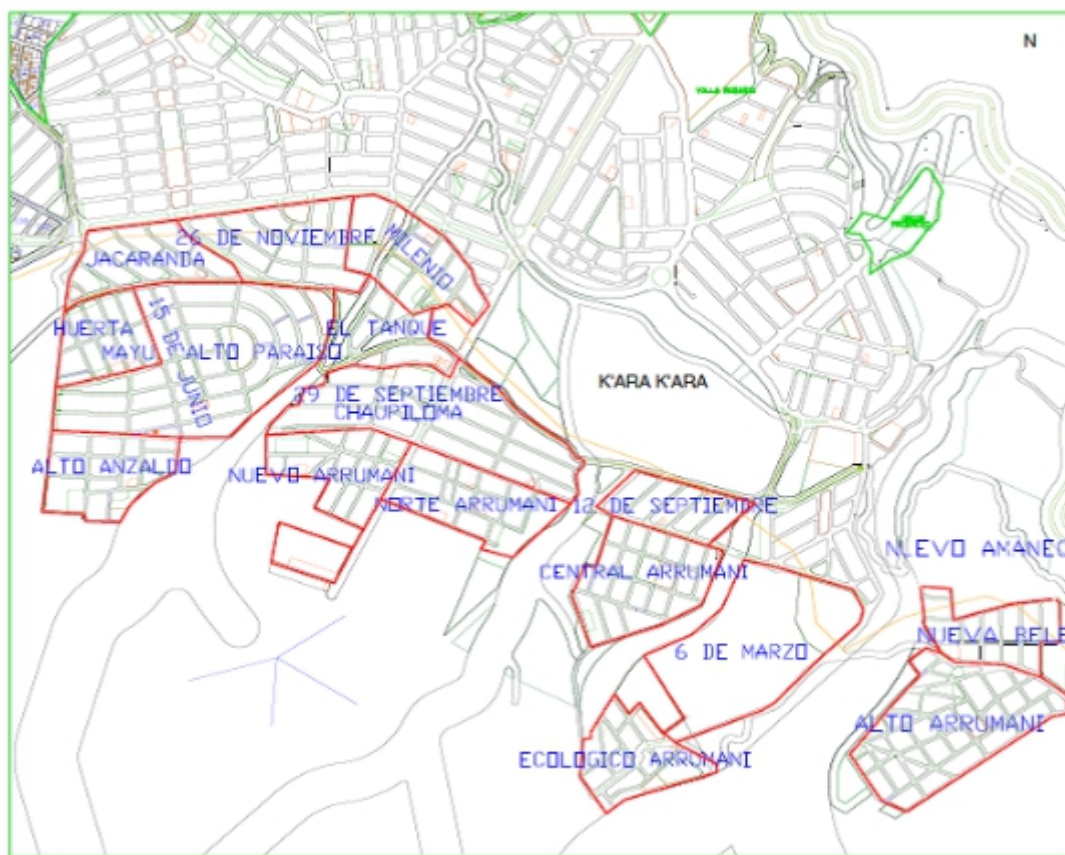 N
26 DE NOVIEMBRE
MILENIO
JACARANDA
HUERTA
MAYU
15 DE JUNIO
ALTO PARAISO
EL TANQUE
K'ARA K'ARA
29 DE SEPTIEMBRE
CHAUPILOMA
ALTO ANZALDO
NUEVO ARRUMANI
NORTE ARRUMANI
12 DE SEPTIEMBRE
NUEVO AMANEC
CENTRAL ARRUMANI
6 DE MARZO
NUEVA BELE
ALTO ARRUMANI
ECOLOGICO ARRUMANI